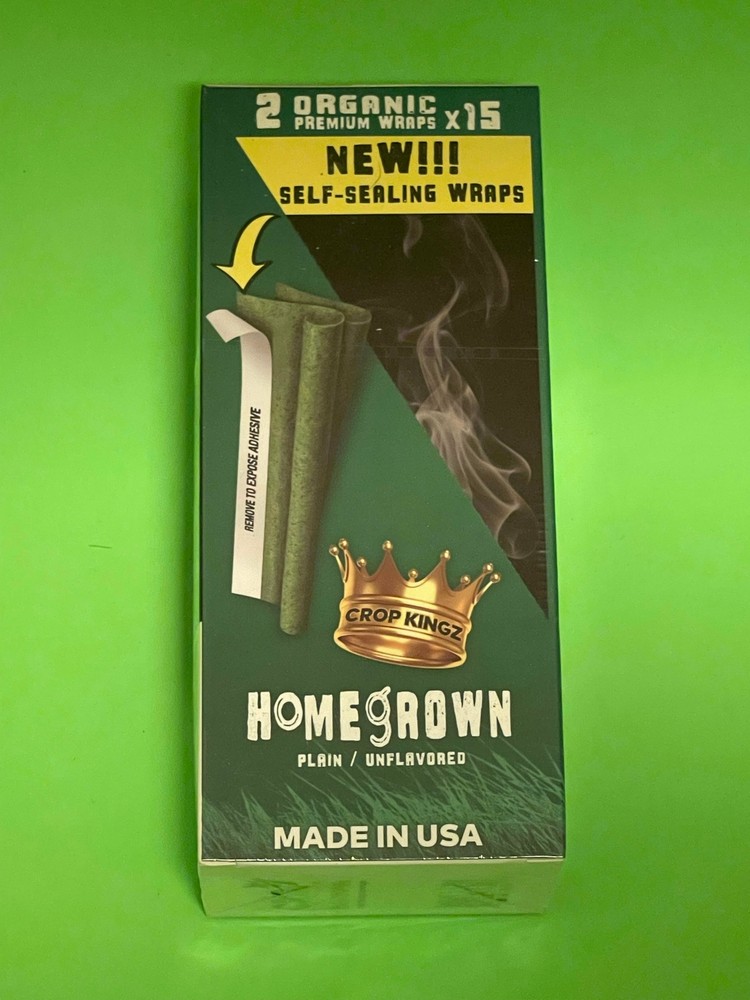 2 ORGANIC PREMIUM WRAPS x15
NEW!!!
SELF-SEALING WRAPS
REMOVE TO EXPOSE ADHESIVE
CROP KINGZ
HOMEgROWN
PLAIN / UNFLAVORED
MADE IN USA